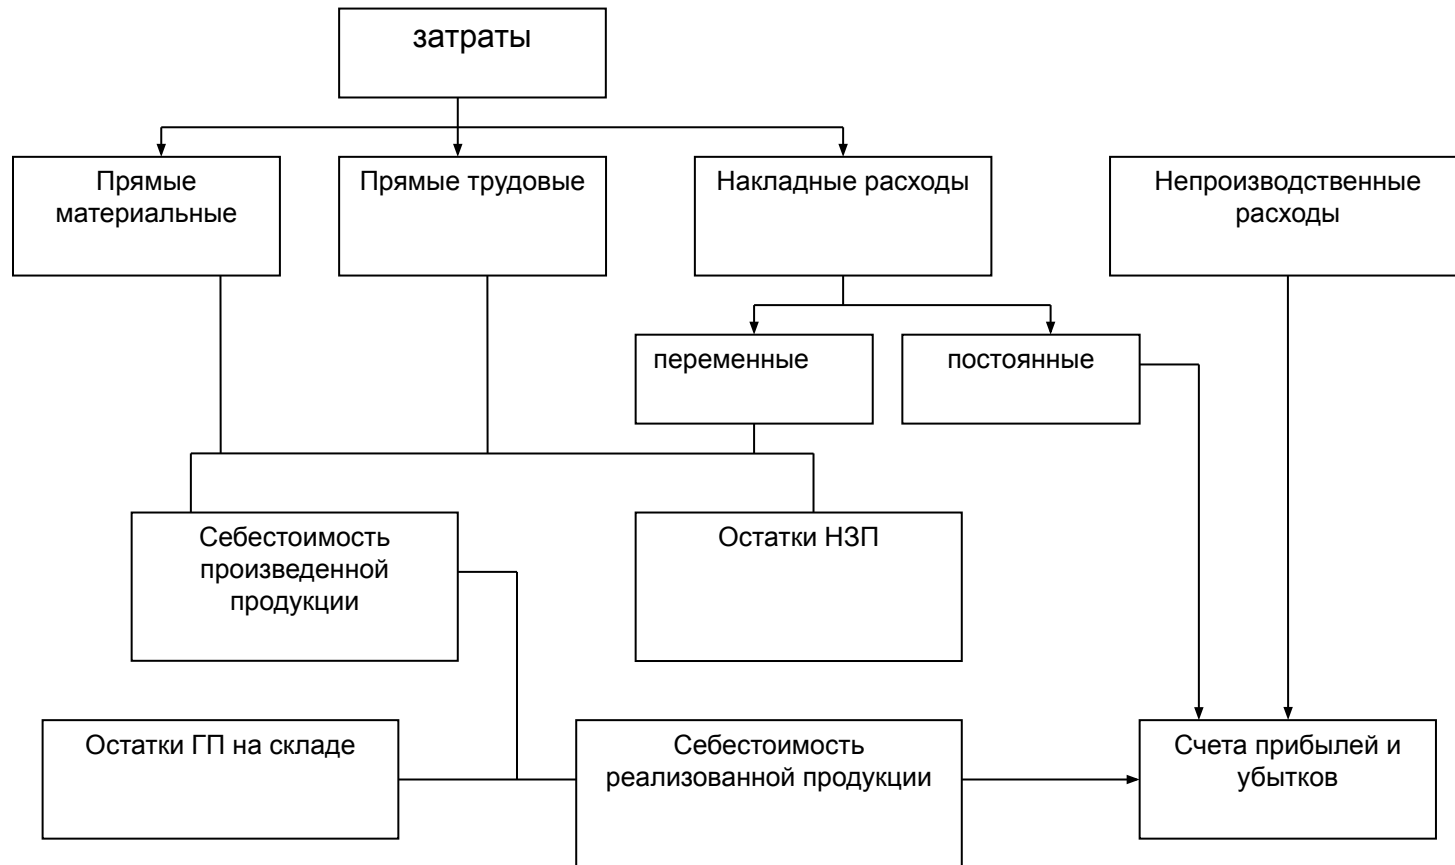 затраты
Прямые
материальные
Прямые трудовые
Накладные расходы
Непроизводственные
расходы
переменные
постоянные
Себестоимость
произведенной
продукции
Остатки НЗП
Остатки ГП на складе
Себестоимость
реализованной продукции
Счета прибылей и
убытков